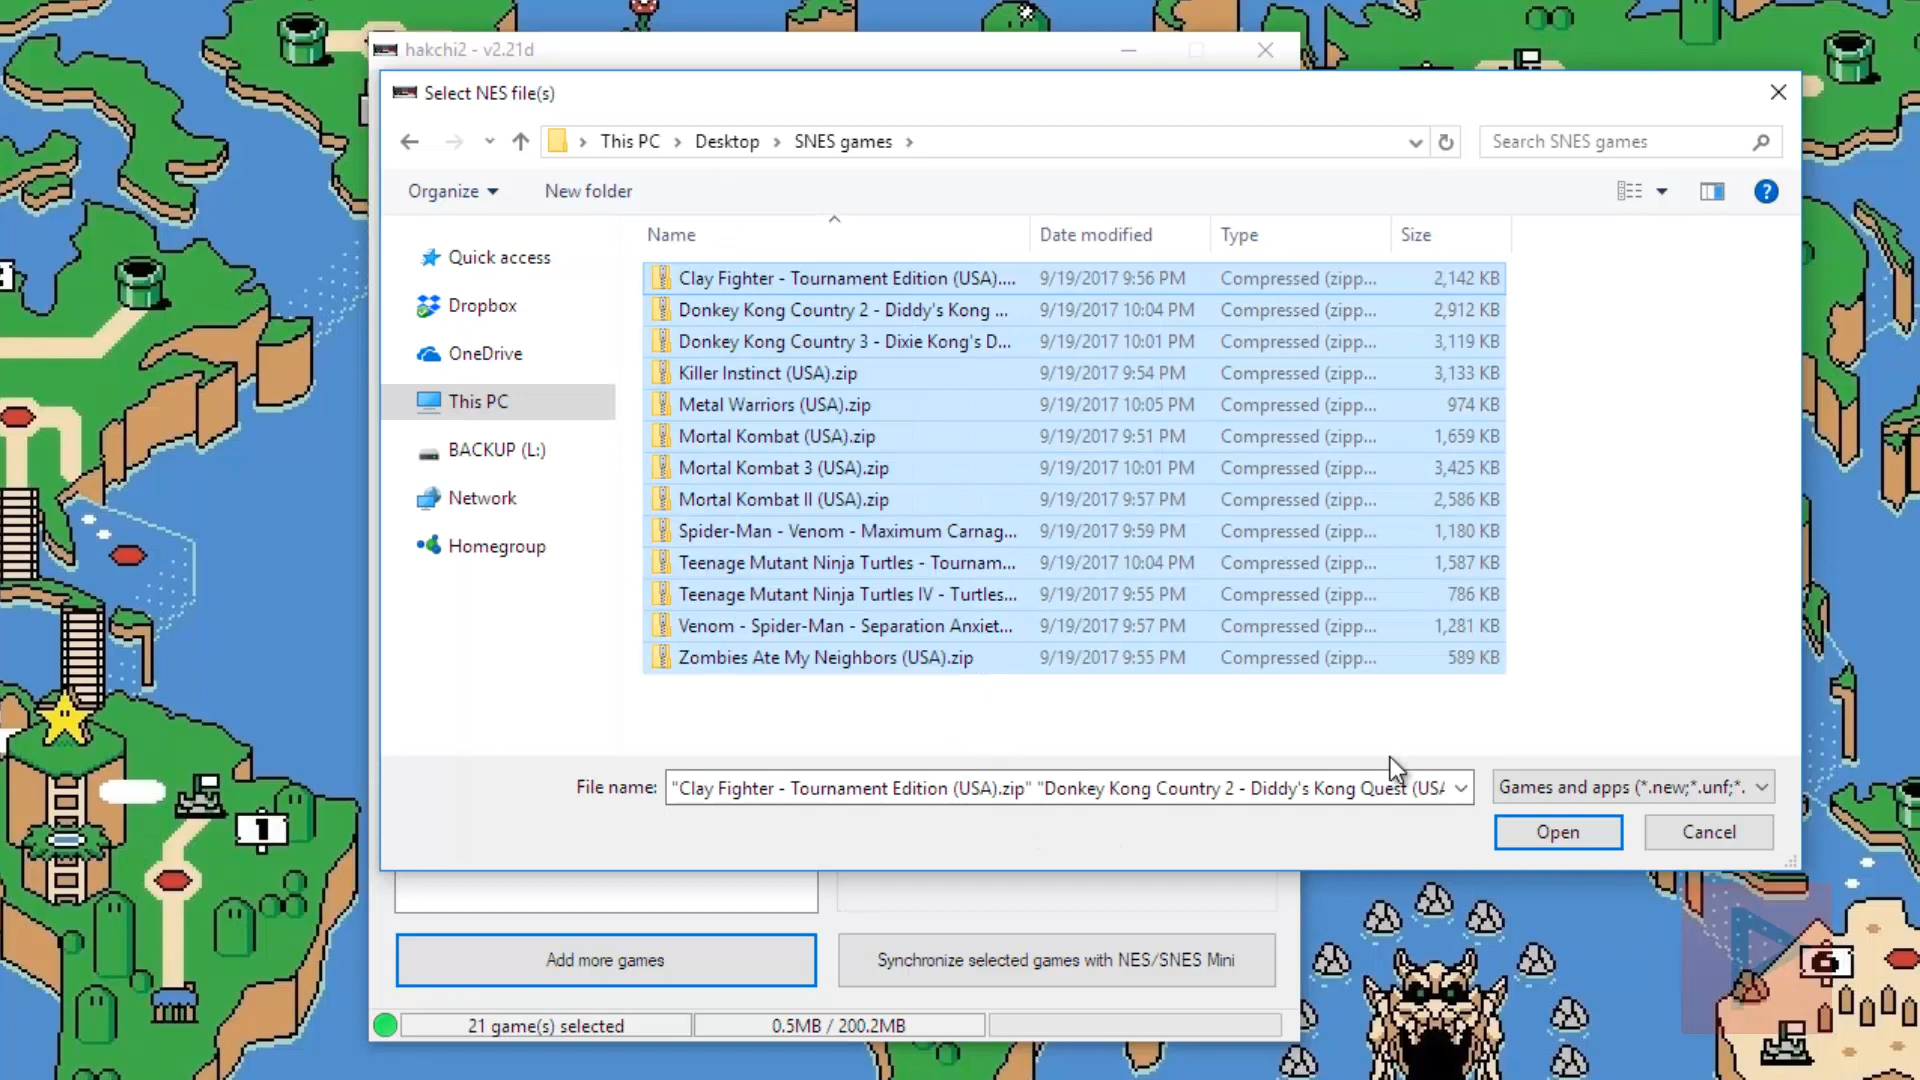 hakchi2 - v2.21d
Select NES file(s)
This PC > Desktop > SNES games >
Search SNES games
Organize
New folder
Name
Date modified
Type
Size
Quick access
Dropbox
OneDrive
This PC
BACKUP (L:)
Network
Homegroup
Clay Fighter - Tournament Edition (USA).... 9/19/2017 9:56 PM Compressed (zipp... 2,142 KB
Donkey Kong Country 2 - Diddy's Kong ... 9/19/2017 10:04 PM Compressed (zipp... 2,912 KB
Donkey Kong Country 3 - Dixie Kong's D... 9/19/2017 10:01 PM Compressed (zipp... 3,119 KB
Killer Instinct (USA).zip 9/19/2017 9:54 PM Compressed (zipp... 3,133 KB
Metal Warriors (USA).zip 9/19/2017 10:05 PM Compressed (zipp... 974 KB
Mortal Kombat (USA).zip 9/19/2017 9:51 PM Compressed (zipp... 1,659 KB
Mortal Kombat 3 (USA).zip 9/19/2017 10:01 PM Compressed (zipp... 3,425 KB
Mortal Kombat II (USA).zip 9/19/2017 9:57 PM Compressed (zipp... 2,586 KB
Spider-Man - Venom - Maximum Carnag... 9/19/2017 9:59 PM Compressed (zipp... 1,180 KB
Teenage Mutant Ninja Turtles - Tournam... 9/19/2017 10:04 PM Compressed (zipp... 1,587 KB
Teenage Mutant Ninja Turtles IV - Turtles... 9/19/2017 9:55 PM Compressed (zipp... 786 KB
Venom - Spider-Man - Separation Anxiet... 9/19/2017 9:57 PM Compressed (zipp... 1,281 KB
Zombies Ate My Neighbors (USA).zip 9/19/2017 9:55 PM Compressed (zipp... 589 KB
File name: "Clay Fighter - Tournament Edition (USA).zip" "Donkey Kong Country 2 - Diddy's Kong Quest (USA
Games and apps (*.new;*.unf;*.
Open
Cancel
1
6
Add more games
Synchronize selected games with NES/SNES Mini
21 game(s) selected
0.5MB / 200.2MB